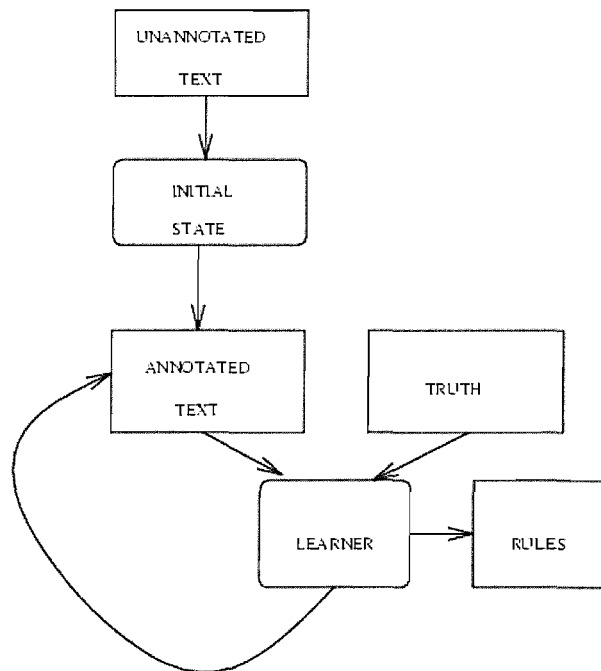 UNANNOTATED
TEXT
INITIAL
STATE
ANNOTATED
TEXT
TRUTH
LEARNER
RULES